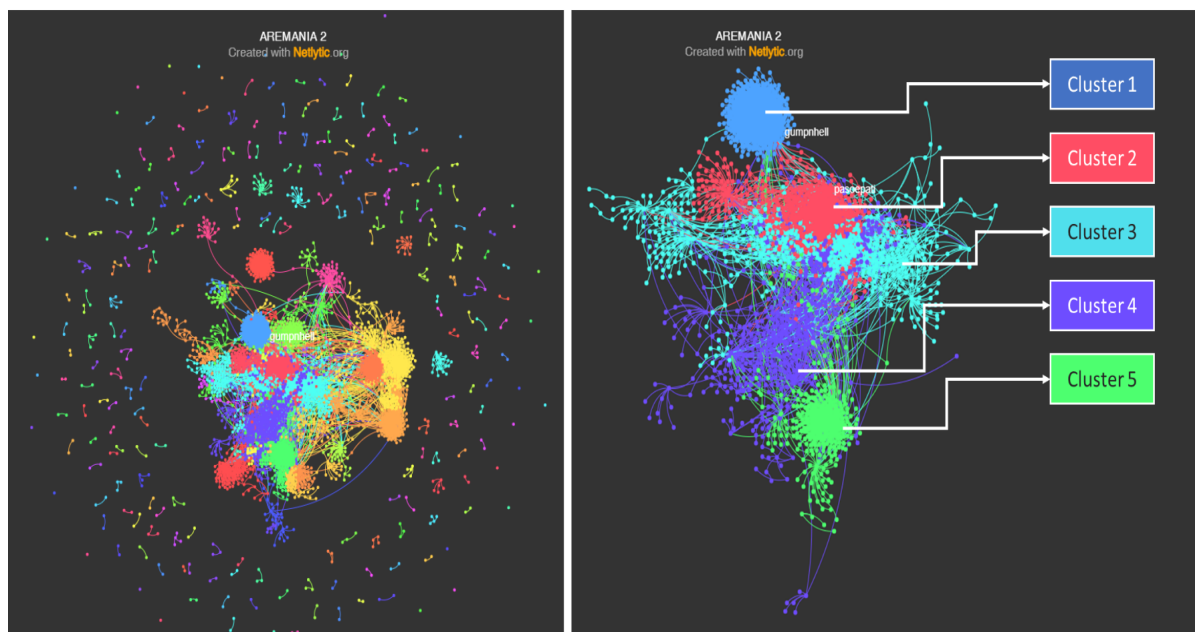 AREMANIA 2
Created with Netlytic.org
gumpnhell
AREMANIA 2
Created with Netlytic.org
gumpnhell
pasoepati
Cluster 1
Cluster 2
Cluster 3
Cluster 4
Cluster 5